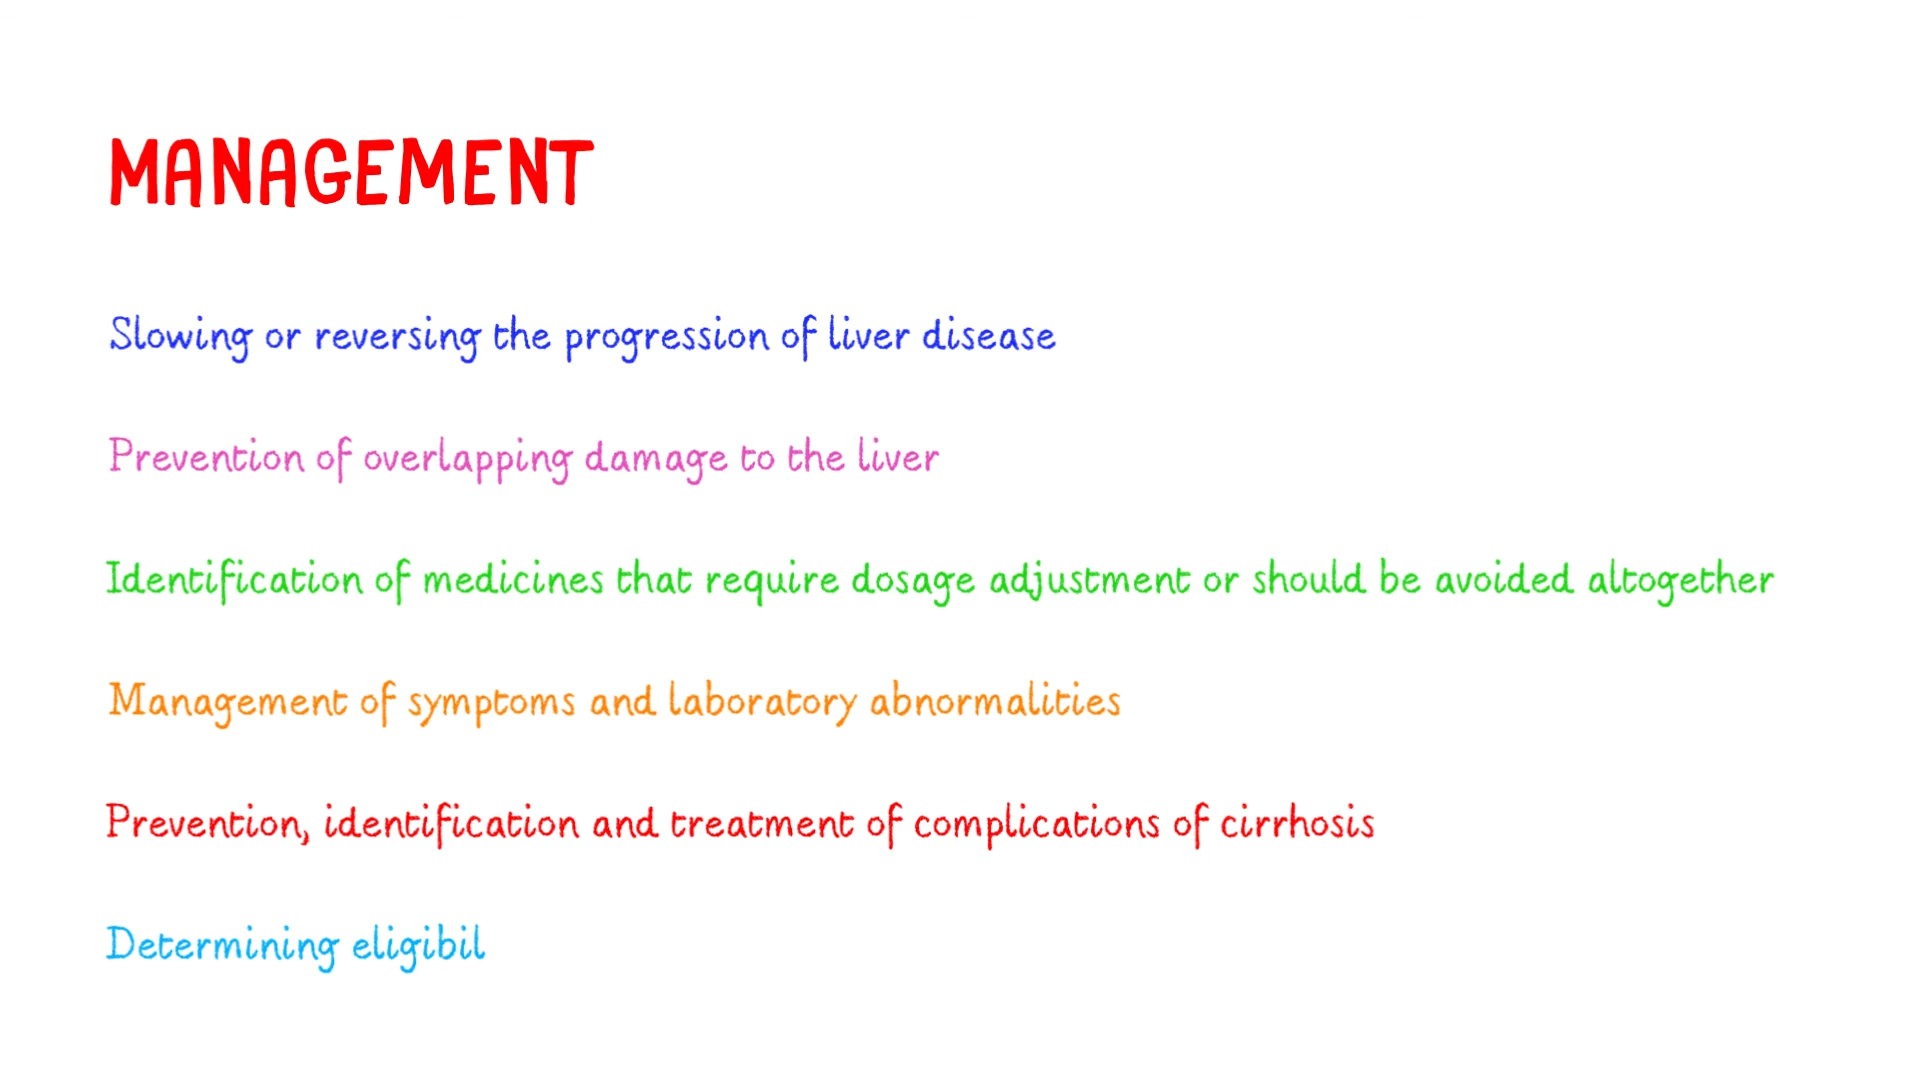 MANAGEMENT
Slowing or reversing the progression of liver disease
Prevention of overlapping damage to the liver
Identification of medicines that require dosage adjustment or should be avoided altogether
Management of symptoms and laboratory abnormalities
Prevention, identification and treatment of complications of cirrhosis
Determining eligibil